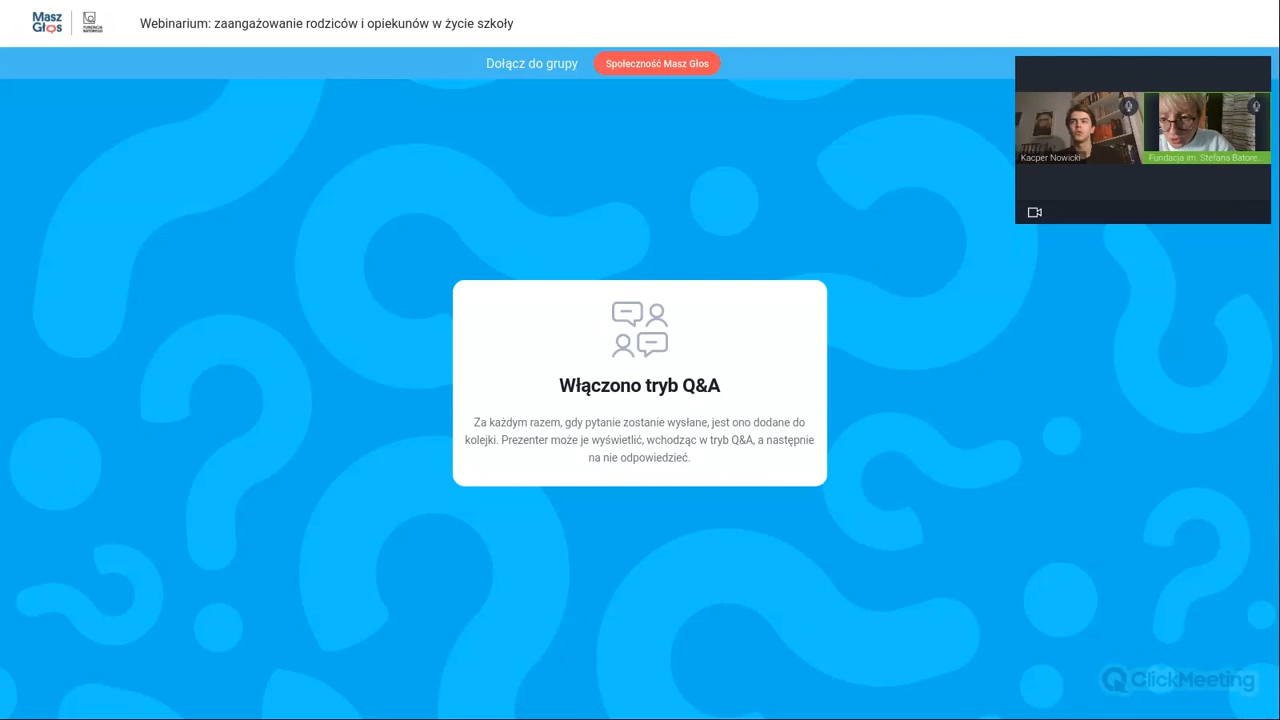 Masz
Głos
FUNDACJA
BATOREGO
Webinarium: zaangażowanie rodziców i opiekunów w życie szkoły
Dołącz do grupy
Społeczność Masz Głos
Kacper Nowicki
Fundacja im. Stefana Batore...
Włączono tryb Q&A
Za każdym razem, gdy pytanie zostanie wysłane, jest ono dodane do
kolejki. Prezenter może je wyświetlić, wchodząc w tryb Q&A, a następnie
na nie odpowiedzieć.
ClickMeeting